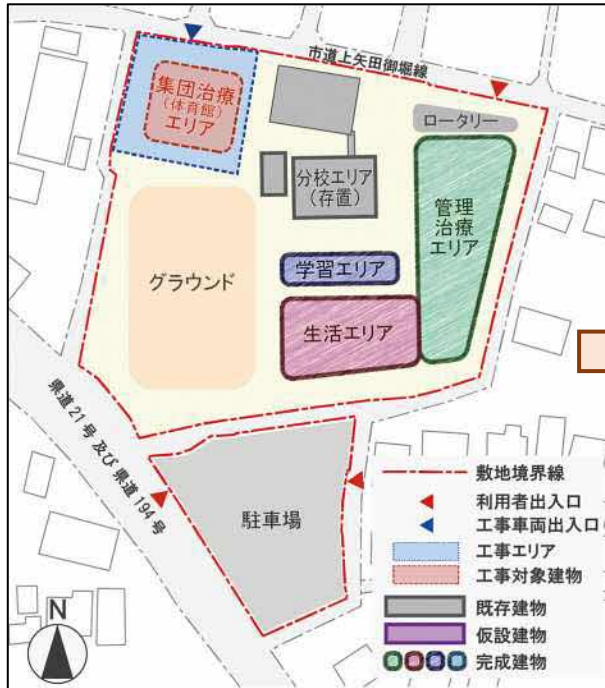 市道上矢田御堀線
集団治療
(体育館)
エリア
ロータリー
分校エリア
(存置)
管理
治療
エリア
学習エリア
グラウンド
生活エリア
県道21号 及び 県道194号
駐車場
敷地境界線
利用者出入口
工事車両出入口
工事エリア
工事対象建物
既存建物
仮設建物
完成建物
N